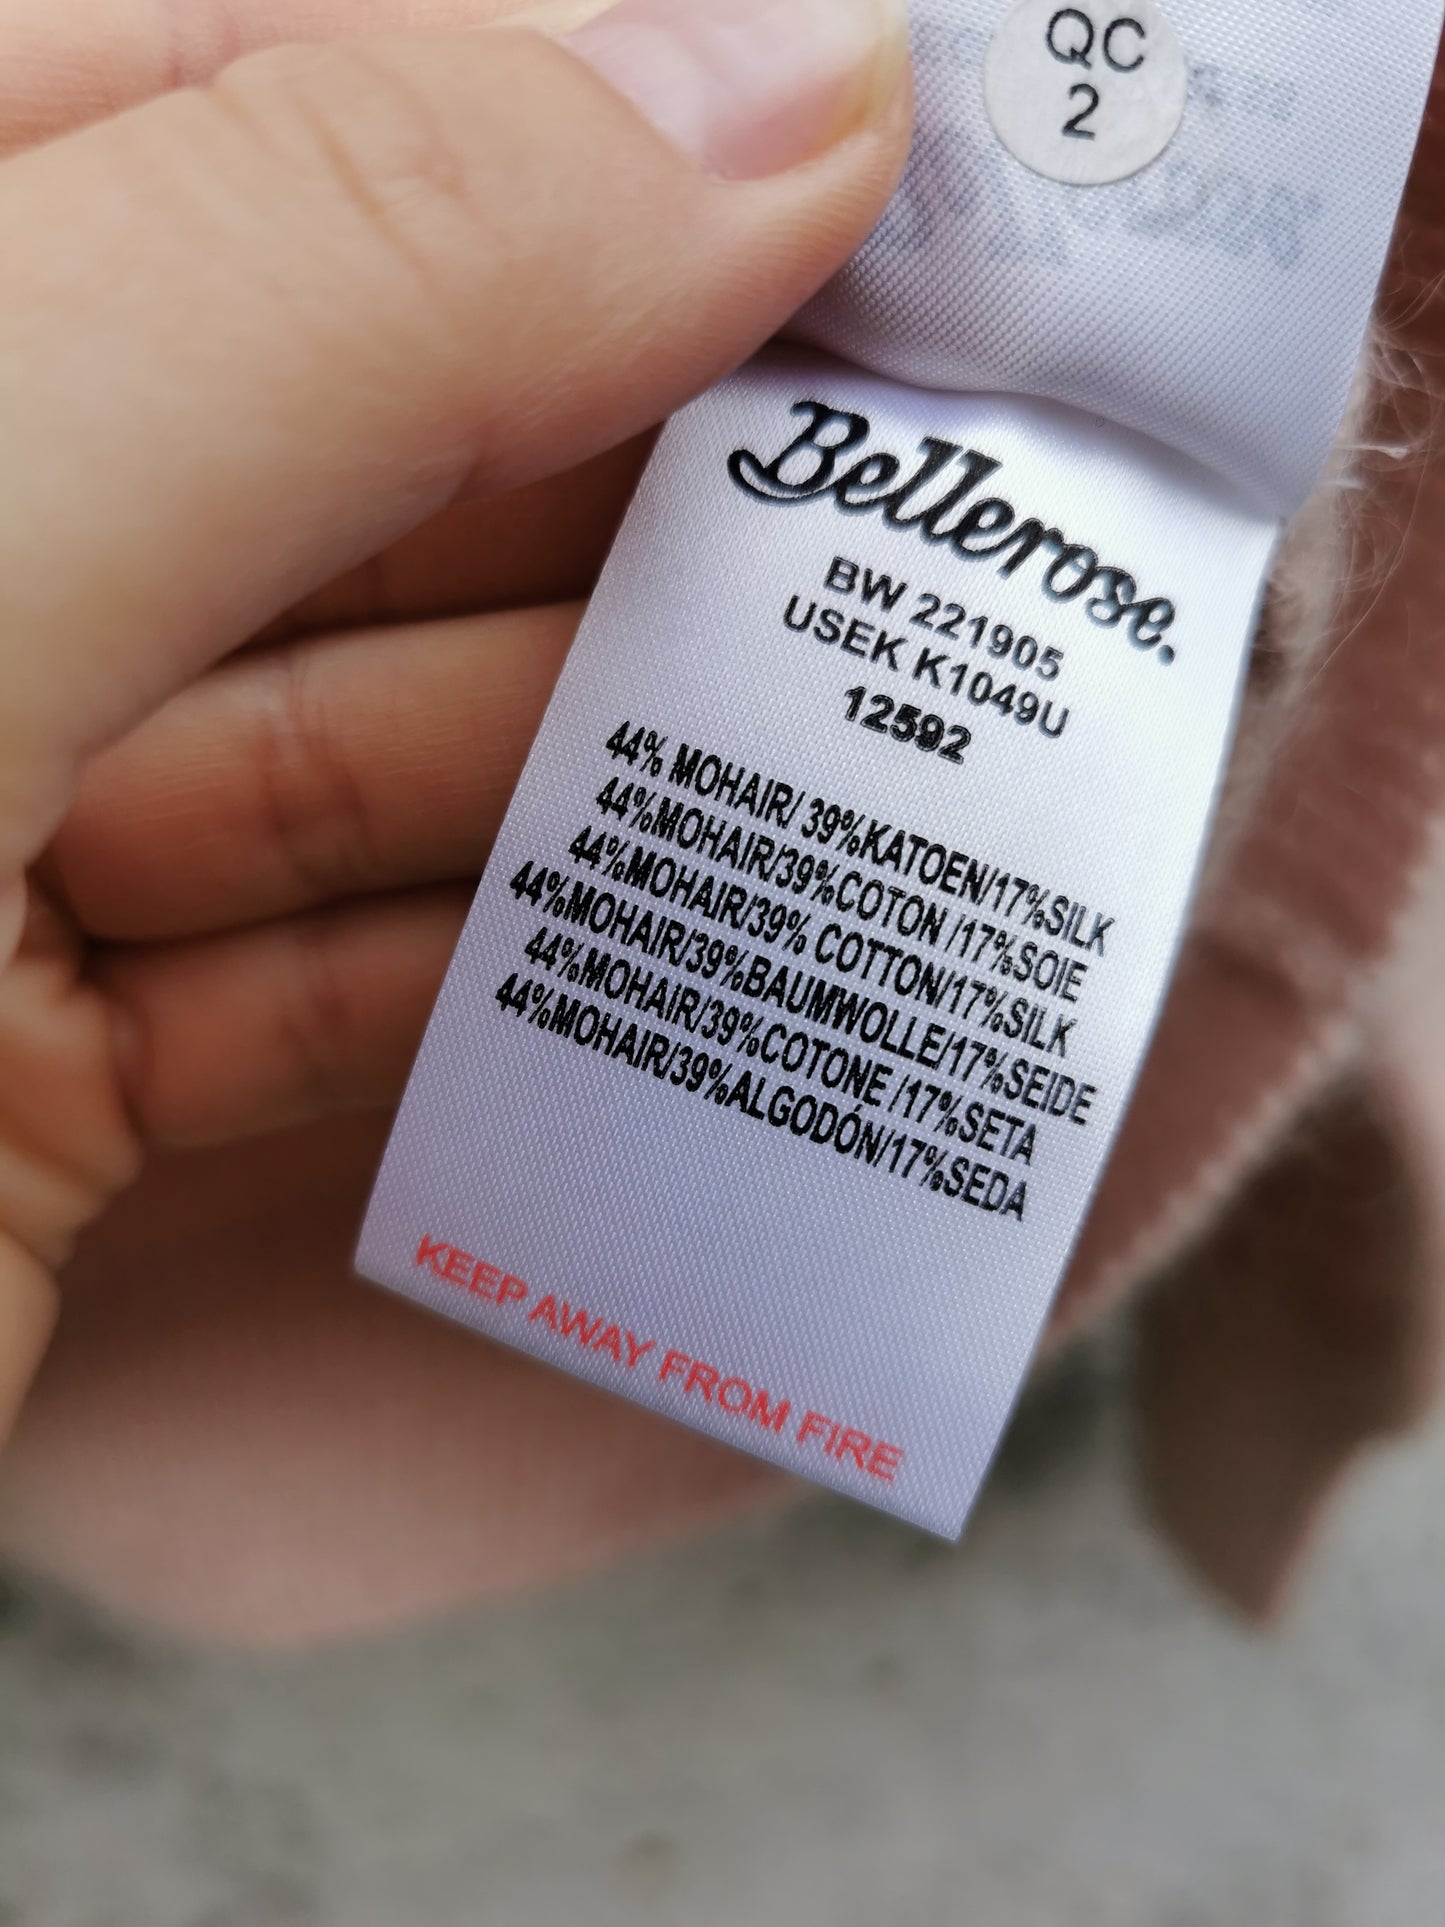 QC
2
Bellerose.
BW 221905
USEK K1049U
12592
44% MOHAIR/ 39%KATOEN/17%SILK
44%MOHAIR/39%COTON /17%SOIE
44%MOHAIR/39% COTTON/17%SILK
44%MOHAIR/39%BAUMWOLLE/17%SEIDE
44%MOHAIR/39%COTONE /17%SETA
44%MOHAIR/39%ALGODÓN/17%SEDA
KEEP AWAY FROM FIRE